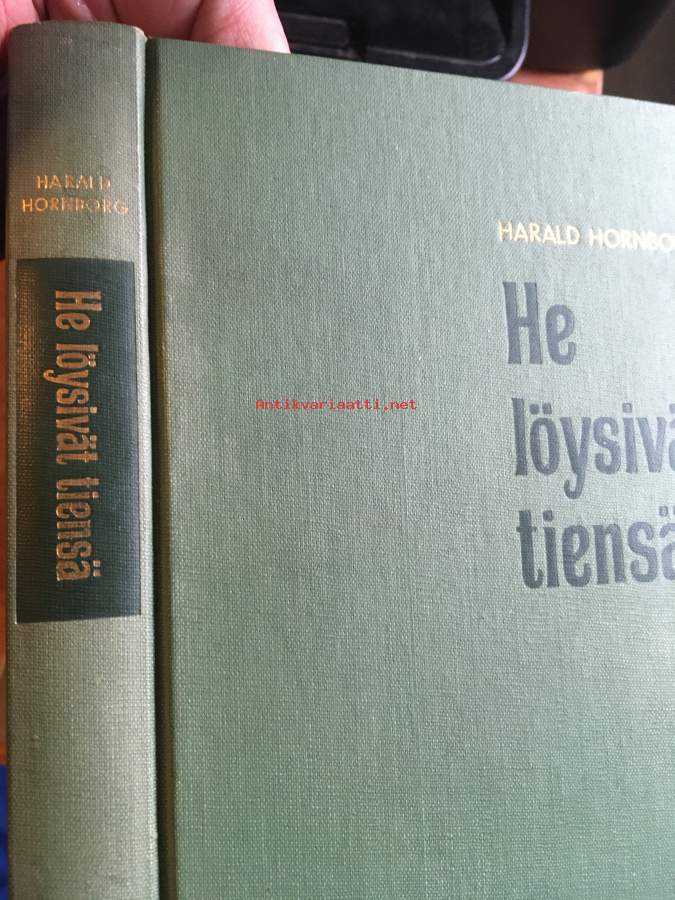 HARALD
HORNBORG
He löysivät tiensä
HARALD HORNBO
He
löysivä
tiensä
Antikvariaatti.net